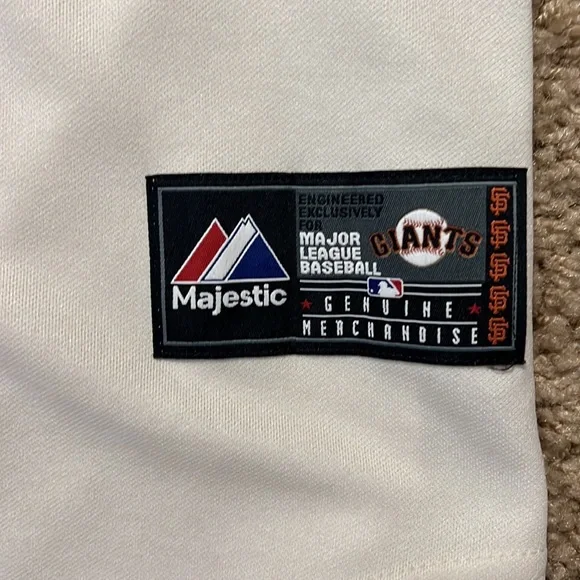 Majestic
ENGINEERED
EXCLUSIVELY
FOR
MAJOR
LEAGUE
BASEBALL
GIANTS
GENUINE
MERCHANDISE
SF
SF
SF
SF
SF